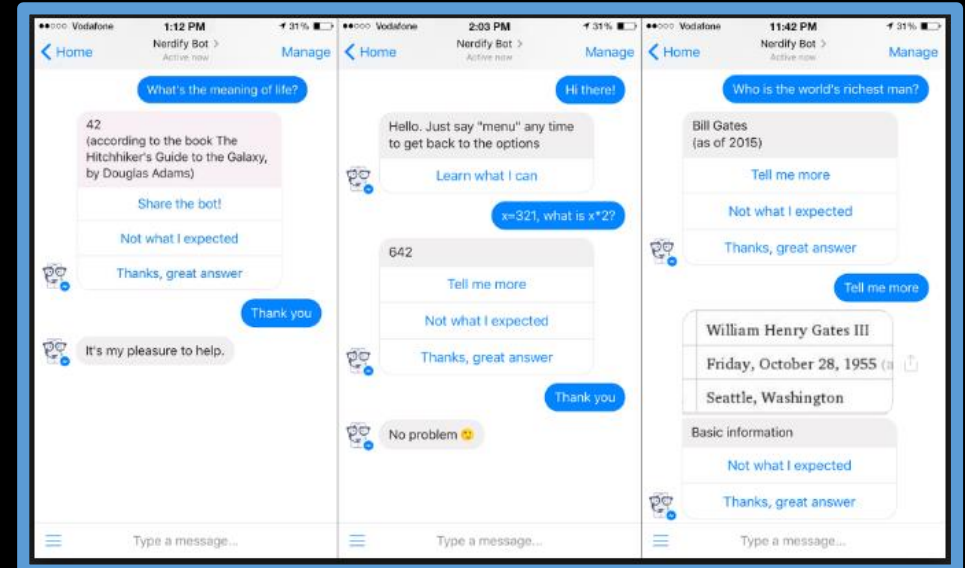 Vodafone 1:12 PM 31%
Home Nerdify Bot > Manage
Active now
What's the meaning of life?
42
(according to the book The
Hitchhiker's Guide to the Galaxy,
by Douglas Adams)
Share the bot!
Not what I expected
Thanks, great answer
Thank you
It's my pleasure to help.
Type a message...
Vodafone 2:03 PM 31%
Home Nerdify Bot > Manage
Active now
Hi there!
Hello. Just say "menu" any time
to get back to the options
Learn what I can
x=321, what is x*2?
642
Tell me more
Not what I expected
Thanks, great answer
Thank you
No problem
Type a message...
Vodafone 11:42 PM 31%
Home Nerdify Bot > Manage
Active now
Who is the world's richest man?
Bill Gates
(as of 2015)
Tell me more
Not what I expected
Thanks, great answer
Tell me more
William Henry Gates III
Friday, October 28, 1955 (a
Seattle, Washington
Basic information
Not what I expected
Thanks, great answer
Type a message...